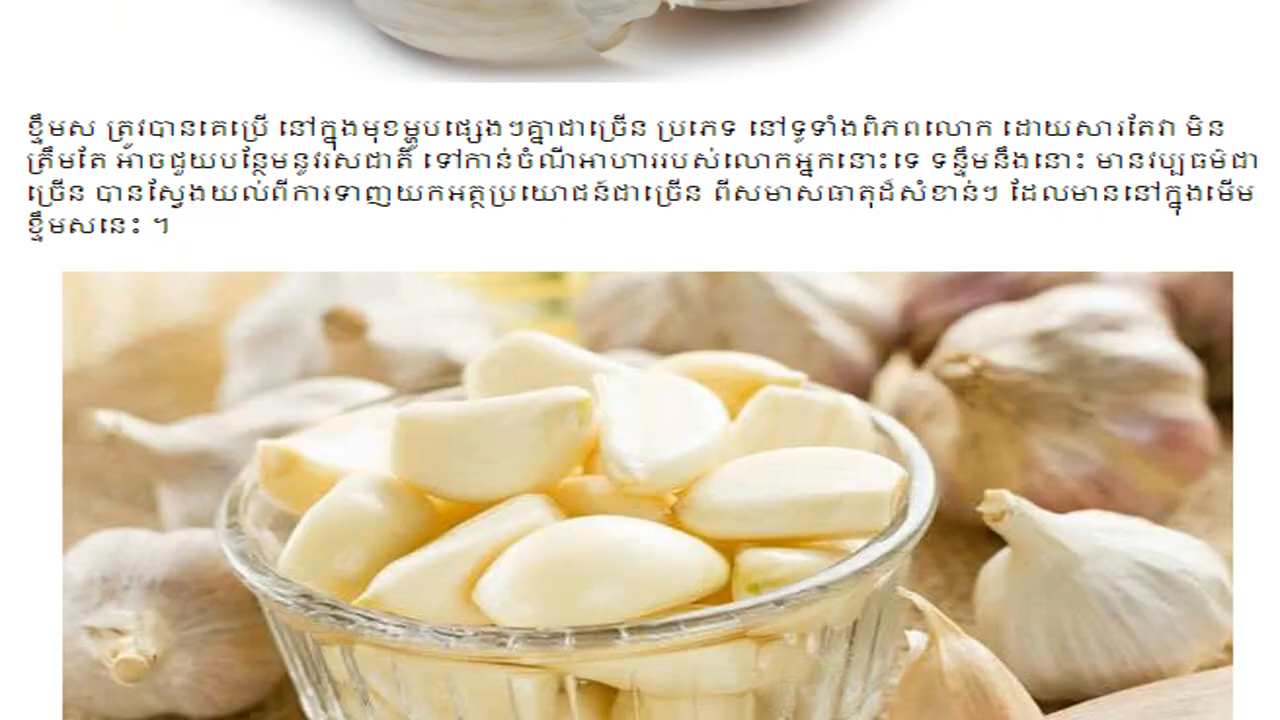 ខ្ទឹមស ត្រូវបានគេប្រើ នៅក្នុងមុខម្ហូបផ្សេងៗគ្នាជាច្រើន ប្រភេទ នៅទូទាំងពិភពលោក ដោយសារតែវា មិន
ត្រឹមតែ អាចជួយបន្ថែមនូវរសជាតិ ទៅកាន់ចំណីអាហាររបស់លោកអ្នកនោះទេ ទន្ទឹមនឹងនោះ មានវប្បធម៌ជា
ច្រើន បានស្វែងយល់ពីការទាញយកអត្ថប្រយោជន៍ជាច្រើន ពីសមាសធាតុដ៏សំខាន់ៗ ដែលមាននៅក្នុងមើម
ខ្ទឹមសនេះ ។